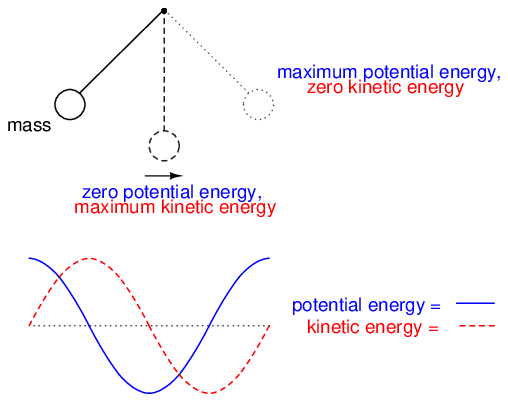 maximum potential energy,
zero kinetic energy
mass
zero potential energy,
maximum kinetic energy
potential energy =
kinetic energy =